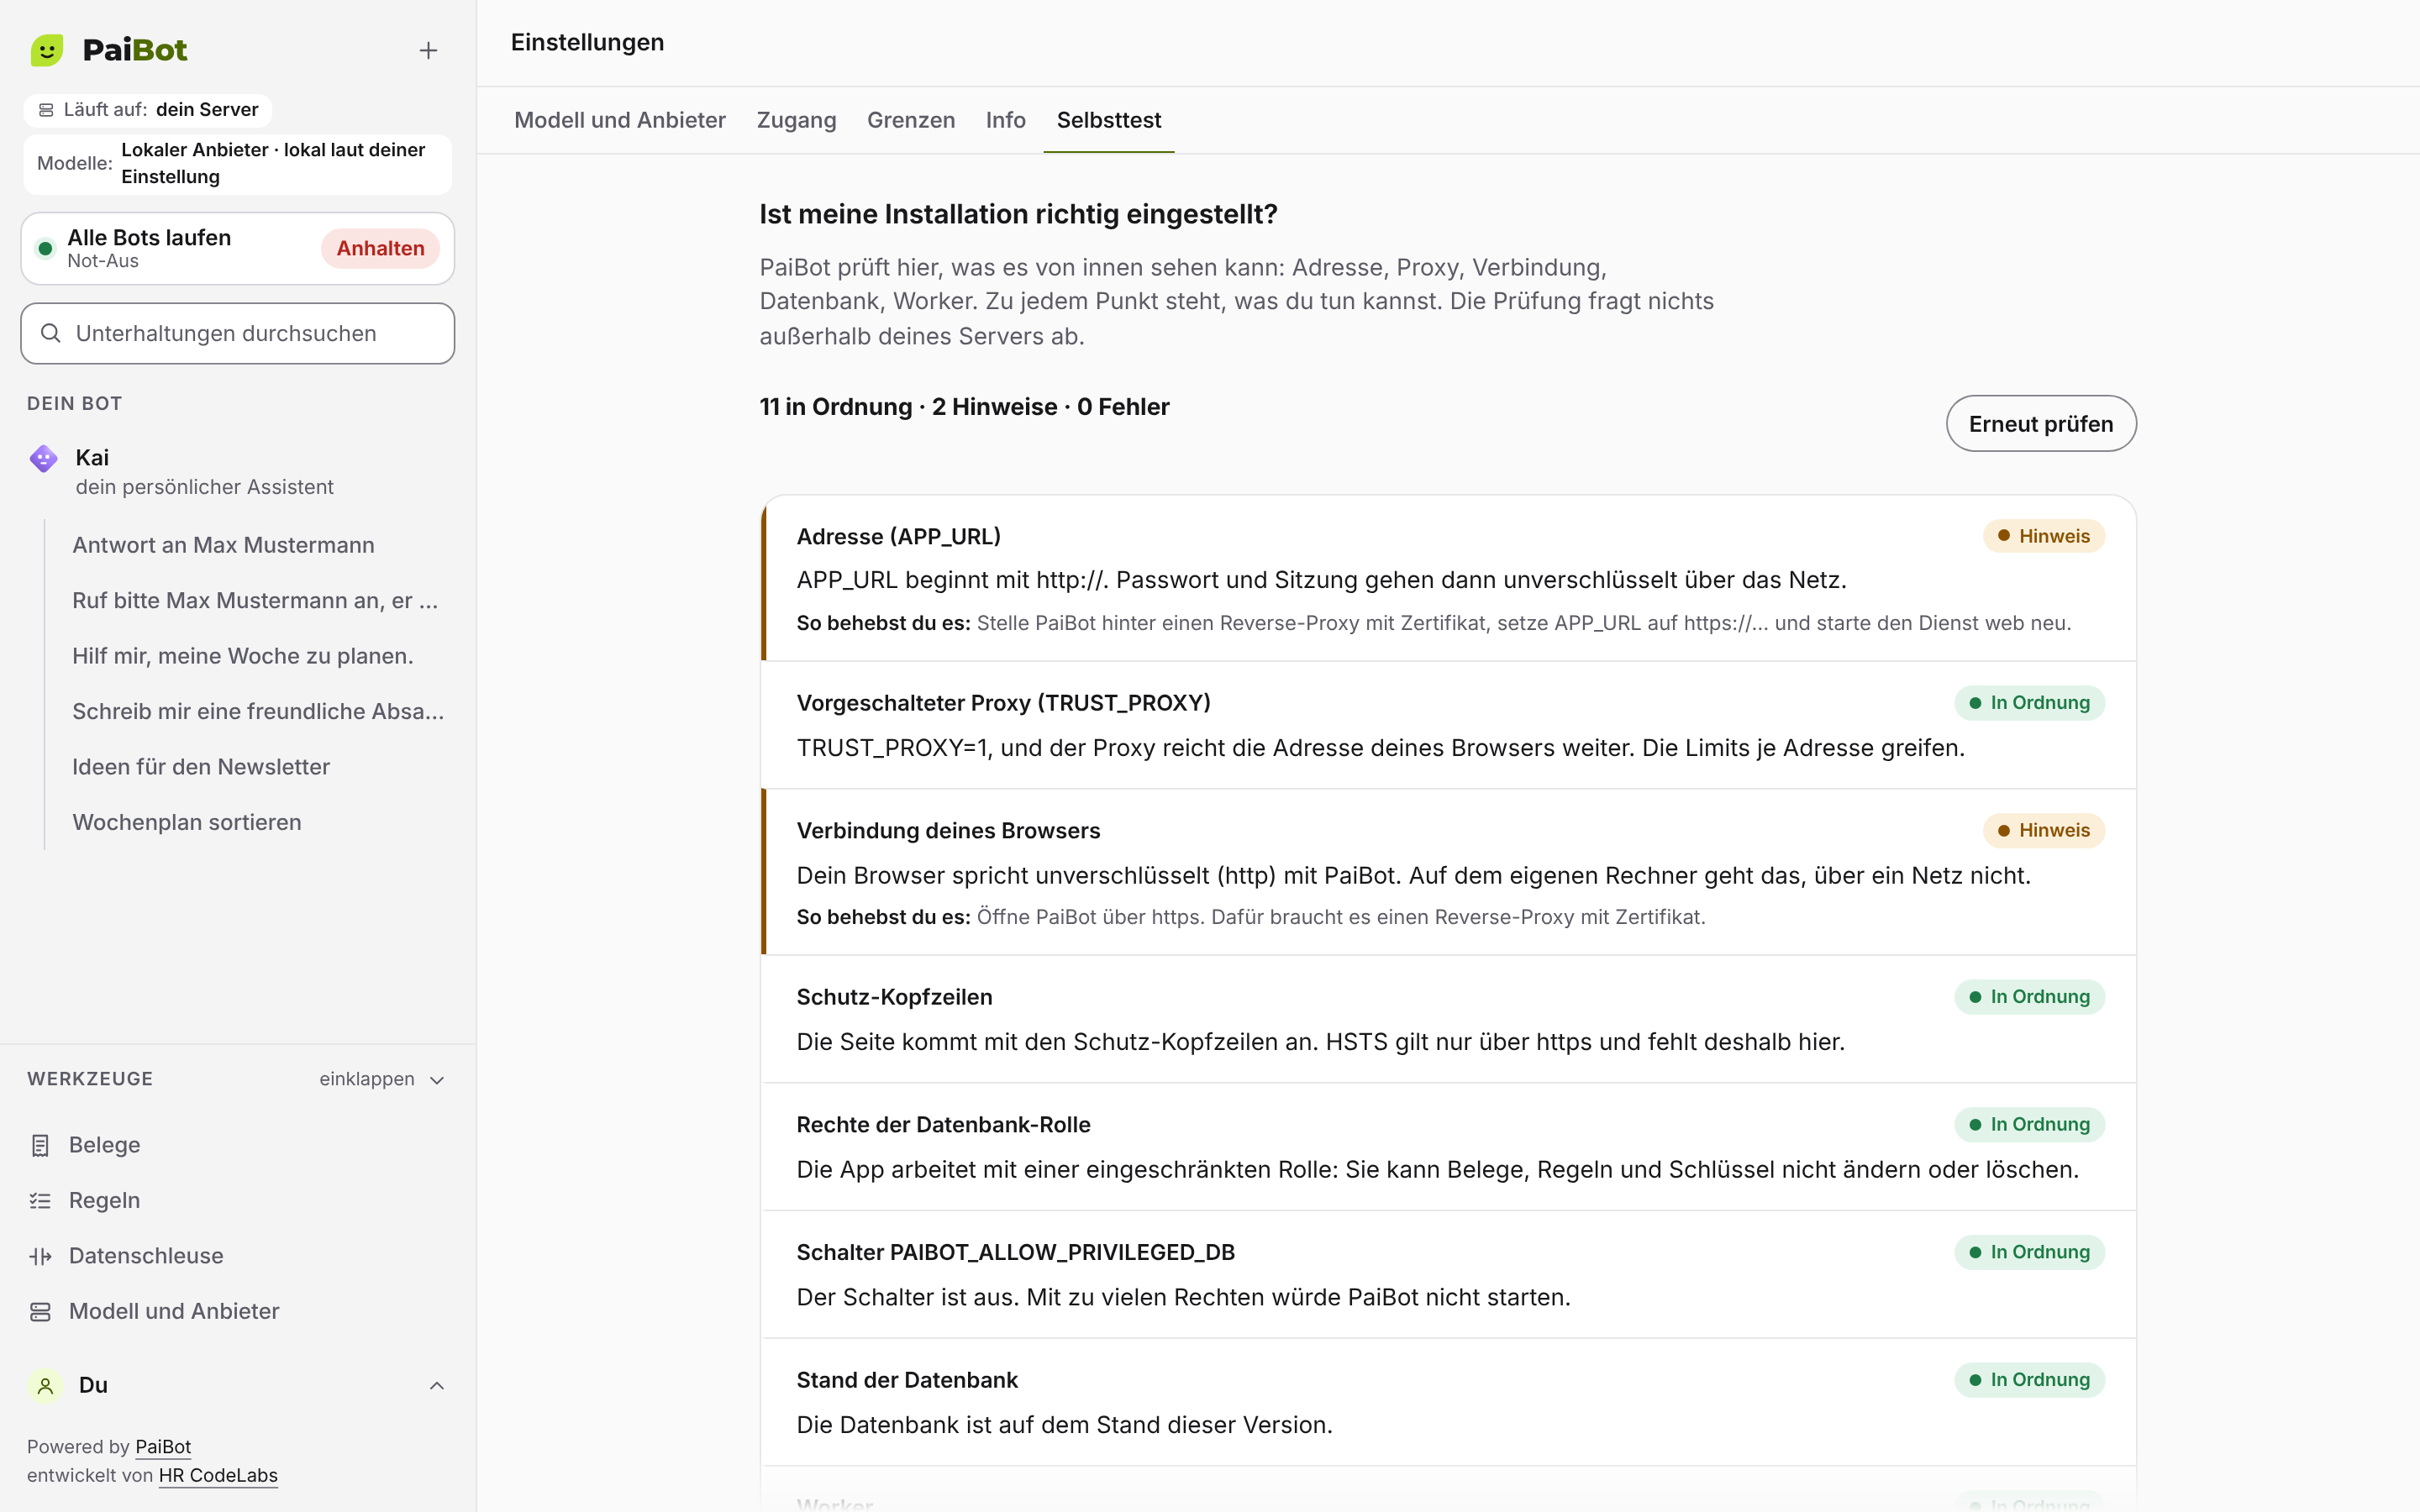 PaiBot
Läuft auf: dein Server
Modelle: Lokaler Anbieter · lokal laut deiner
Einstellung
Alle Bots laufen
Not-Aus
Anhalten
Unterhaltungen durchsuchen
DEIN BOT
Kai
dein persönlicher Assistent
Antwort an Max Mustermann
Ruf bitte Max Mustermann an, er ...
Hilf mir, meine Woche zu planen.
Schreib mir eine freundliche Absa...
Ideen für den Newsletter
Wochenplan sortieren
WERKZEUGE einklappen
Belege
Regeln
Datenschleuse
Modell und Anbieter
Du
Powered by PaiBot
entwickelt von HR CodeLabs
Einstellungen
Modell und Anbieter Zugang Grenzen Info Selbsttest
Ist meine Installation richtig eingestellt?
PaiBot prüft hier, was es von innen sehen kann: Adresse, Proxy, Verbindung,
Datenbank, Worker. Zu jedem Punkt steht, was du tun kannst. Die Prüfung fragt nichts
außerhalb deines Servers ab.
11 in Ordnung · 2 Hinweise · 0 Fehler
Erneut prüfen
Adresse (APP_URL) Hinweis
APP_URL beginnt mit http://. Passwort und Sitzung gehen dann unverschlüsselt über das Netz.
So behebst du es: Stelle PaiBot hinter einen Reverse-Proxy mit Zertifikat, setze APP_URL auf https://... und starte den Dienst web neu.
Vorgeschalteter Proxy (TRUST_PROXY) In Ordnung
TRUST_PROXY=1, und der Proxy reicht die Adresse deines Browsers weiter. Die Limits je Adresse greifen.
Verbindung deines Browsers Hinweis
Dein Browser spricht unverschlüsselt (http) mit PaiBot. Auf dem eigenen Rechner geht das, über ein Netz nicht.
So behebst du es: Öffne PaiBot über https. Dafür braucht es einen Reverse-Proxy mit Zertifikat.
Schutz-Kopfzeilen In Ordnung
Die Seite kommt mit den Schutz-Kopfzeilen an. HSTS gilt nur über https und fehlt deshalb hier.
Rechte der Datenbank-Rolle In Ordnung
Die App arbeitet mit einer eingeschränkten Rolle: Sie kann Belege, Regeln und Schlüssel nicht ändern oder löschen.
Schalter PAIBOT_ALLOW_PRIVILEGED_DB In Ordnung
Der Schalter ist aus. Mit zu vielen Rechten würde PaiBot nicht starten.
Stand der Datenbank In Ordnung
Die Datenbank ist auf dem Stand dieser Version.
Worker In Ordnung